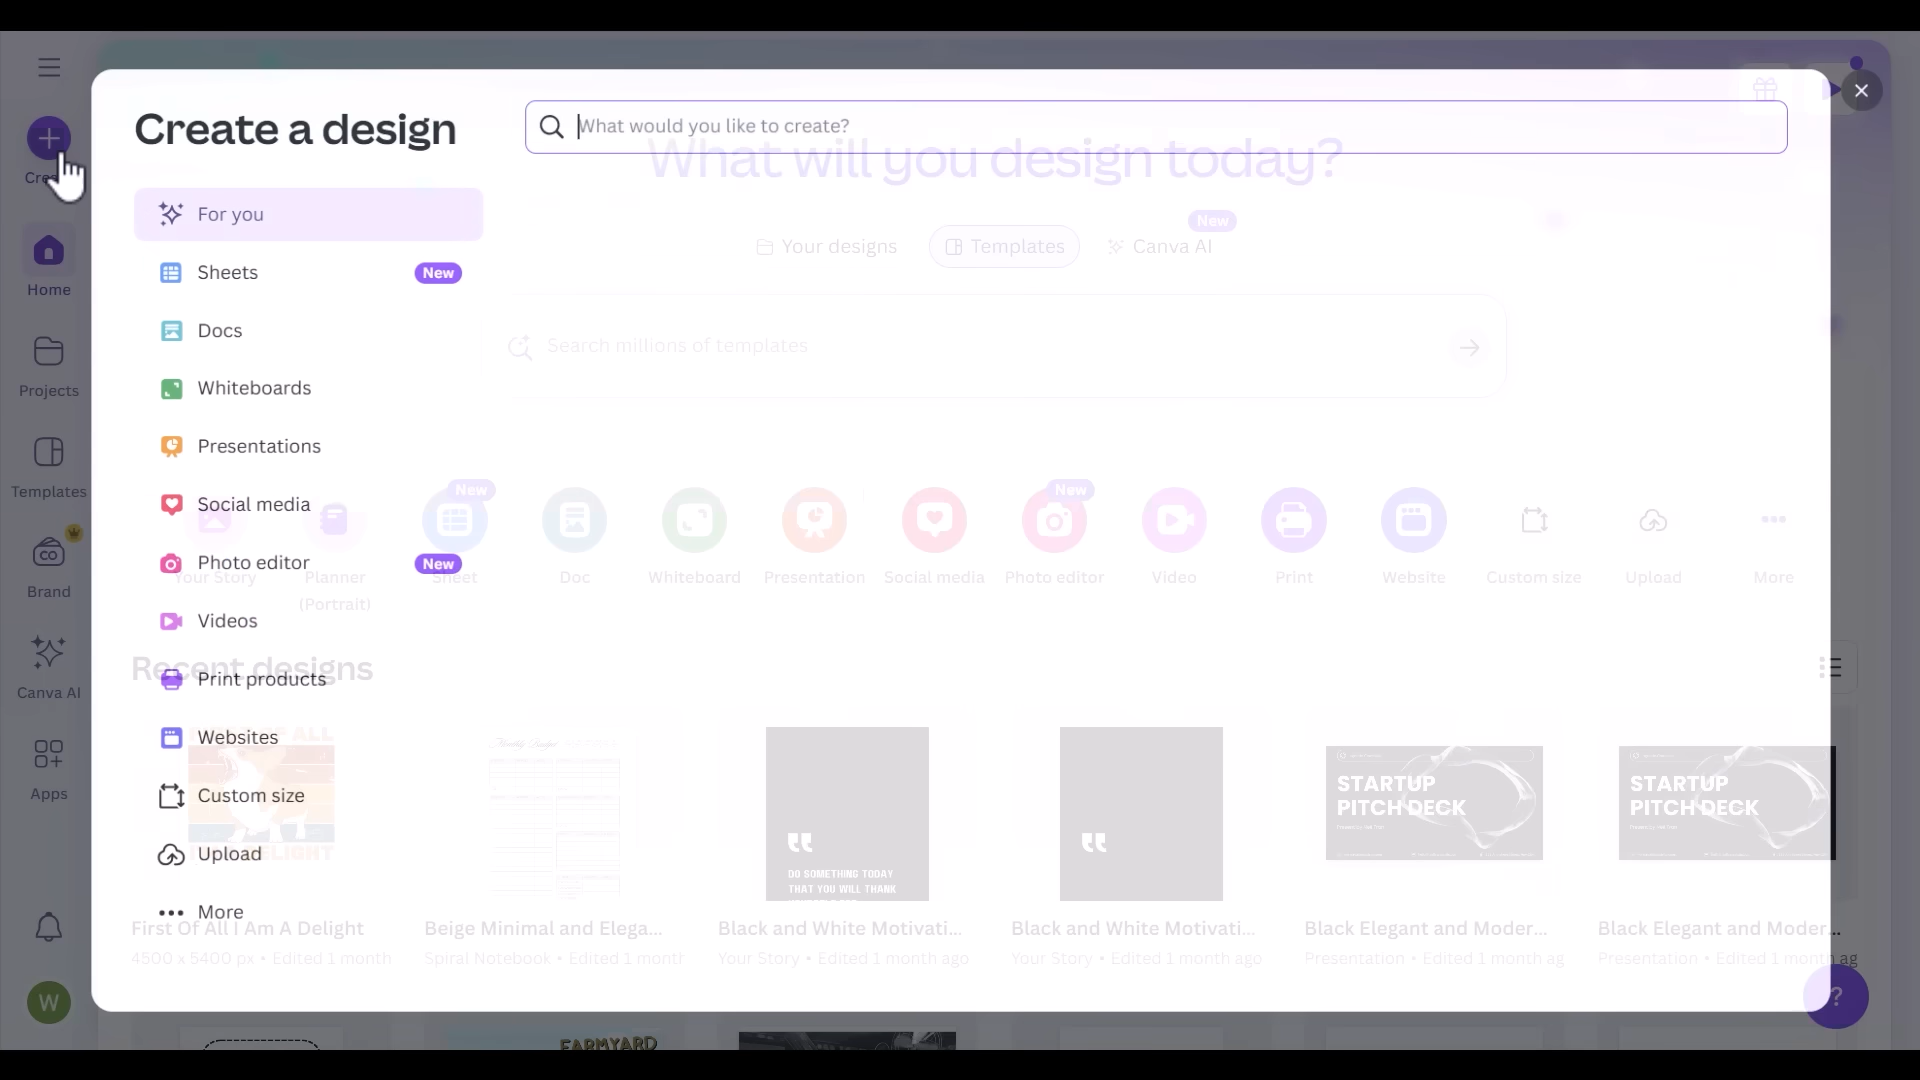 Create a design
What would you like to create?
What will you design today?
For you
New
Your designs
Templates
Canva AI
Sheets New
Docs
Search millions of templates
Whiteboards
Presentations
Social media
Photo editor New
Videos
Print products
Websites
Custom size
Upload
More
Home
Projects
Templates
Brand
CO
Canva AI
Apps
W
New
New
Your Story
Planner
(Portrait)
Sheet
Doc
Whiteboard
Presentation
Social media
Photo editor
Video
Print
Website
Custom size
Upload
More
Recent designs
DO SOMETHING TODAY
THAT YOU WILL THANK
STARTUP
PITCH DECK
STARTUP
PITCH DECK
First Of All I Am A Delight
4500 x 5400 px • Edited 1 month
Beige Minimal and Elega...
Spiral Notebook • Edited 1 month
Black and White Motivati...
Your Story • Edited 1 month ago
Black and White Motivati...
Your Story • Edited 1 month ago
Black Elegant and Moder...
Presentation • Edited 1 month ag
Black Elegant and Moder...
Presentation • Edited 1 month ag
?
FARMYARD